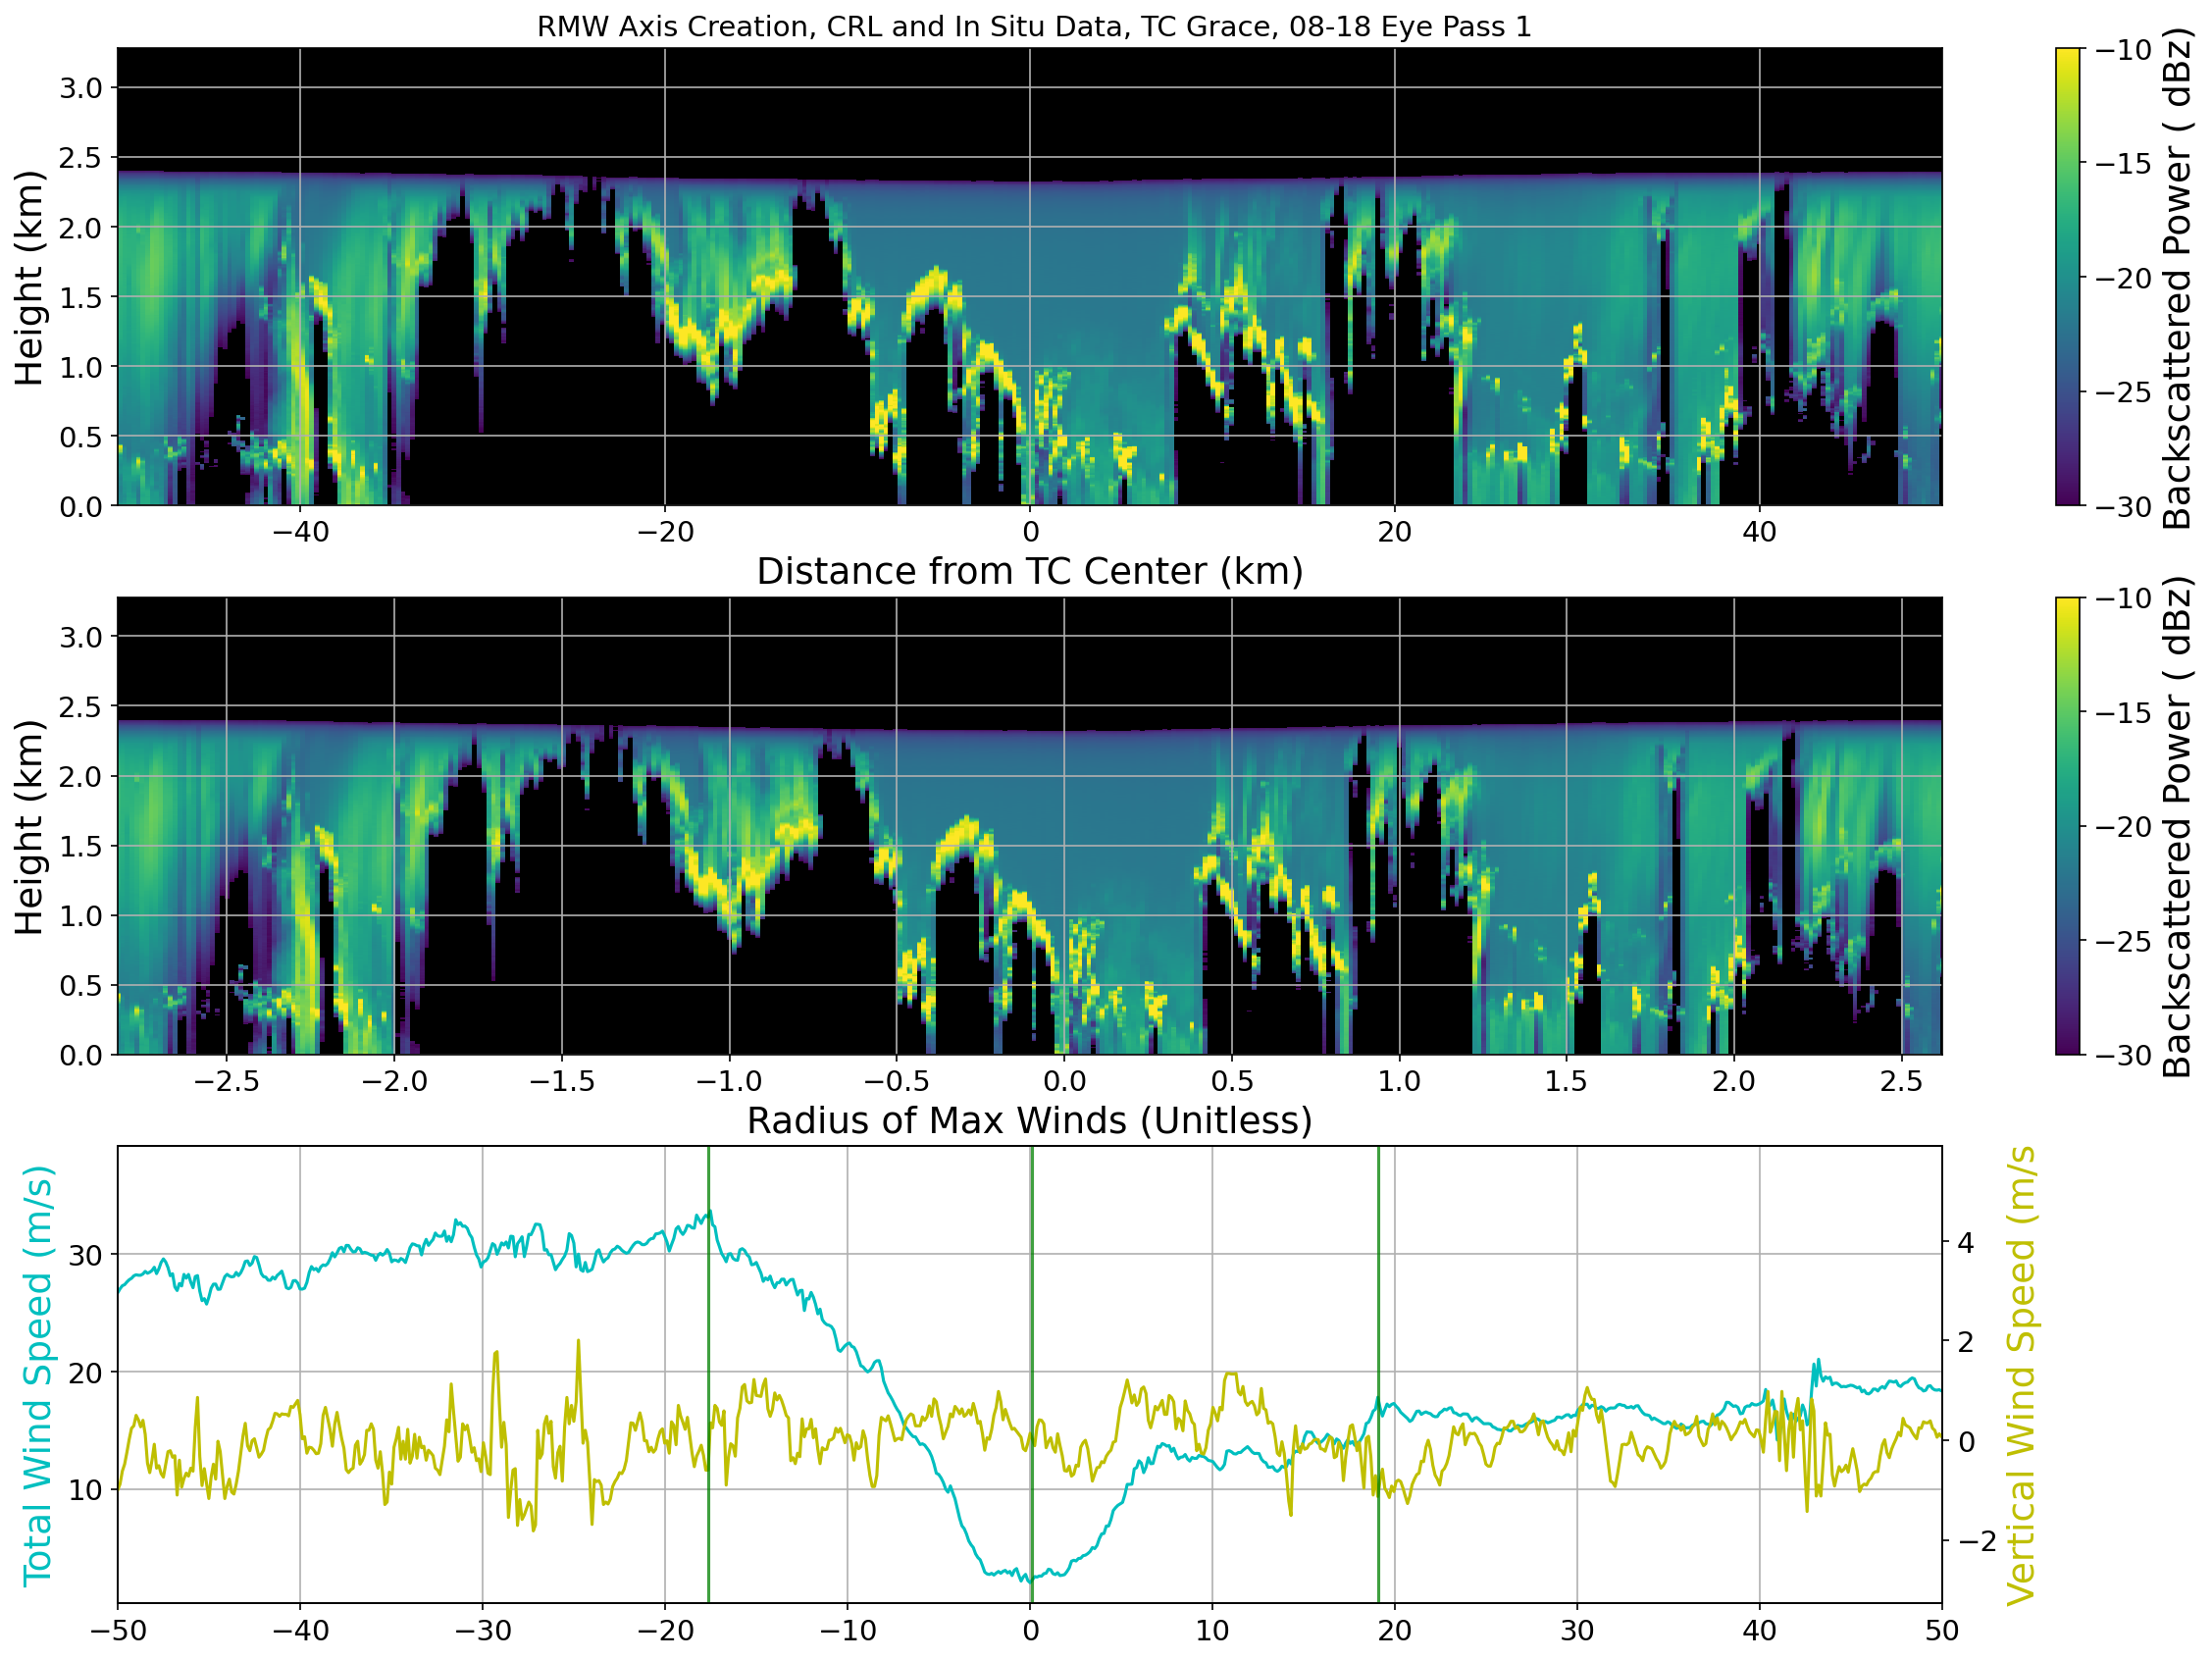 RMW Axis Creation, CRL and In Situ Data, TC Grace, 08-18 Eye Pass 1
Height (km)
3.0
2.5
2.0
1.5
1.0
0.5
0.0
−40 −20 0 20 40
Distance from TC Center (km)
−10
−15
−20
−25
−30
Backscattered Power ( dBz)
Height (km)
3.0
2.5
2.0
1.5
1.0
0.5
0.0
−2.5 −2.0 −1.5 −1.0 −0.5 0.0 0.5 1.0 1.5 2.0 2.5
Radius of Max Winds (Unitless)
−10
−15
−20
−25
−30
Backscattered Power ( dBz)
Total Wind Speed (m/s)
30
20
10
−50 −40 −30 −20 −10 0 10 20 30 40 50
4
2
0
−2
Vertical Wind Speed (m/s